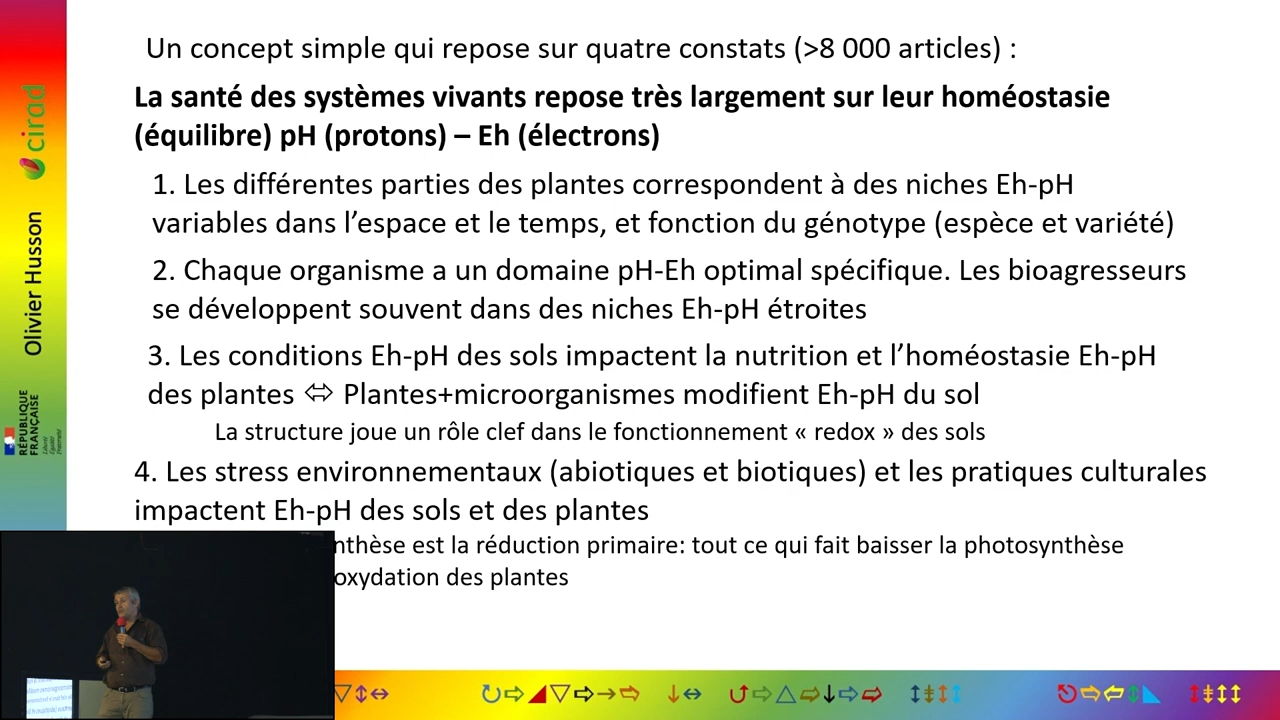 Un concept simple qui repose sur quatre constats (>8 000 articles) :
La santé des systèmes vivants repose très largement sur leur homéostasie
(équilibre) pH (protons) – Eh (électrons)
1. Les différentes parties des plantes correspondent à des niches Eh-pH
variables dans l’espace et le temps, et fonction du génotype (espèce et variété)
2. Chaque organisme a un domaine pH-Eh optimal spécifique. Les bioagresseurs
se développent souvent dans des niches Eh-pH étroites
3. Les conditions Eh-pH des sols impactent la nutrition et l’homéostasie Eh-pH
des plantes ⬄ Plantes+microorganismes modifient Eh-pH du sol
La structure joue un rôle clef dans le fonctionnement « redox » des sols
4. Les stress environnementaux (abiotiques et biotiques) et les pratiques culturales
impactent Eh-pH des sols et des plantes
est la réduction primaire: tout ce qui fait baisser la photosynthèse
oxydation des plantes
cirad
Olivier Husson
RÉPUBLIQUE
FRANÇAISE
Liberté
Égalité
Fraternité